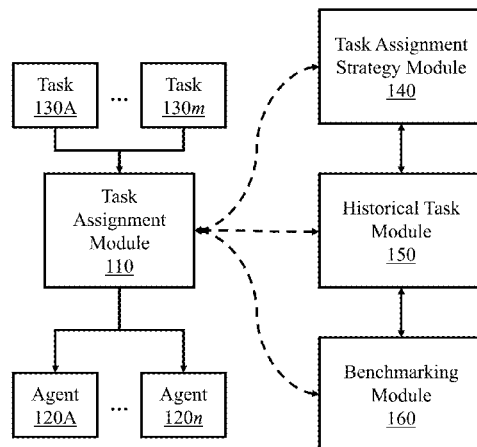 Task
130A
...
Task
130m
Task
Assignment
Module
110
Agent
120A
...
Agent
120n
Task Assignment
Strategy Module
140
Historical Task
Module
150
Benchmarking
Module
160